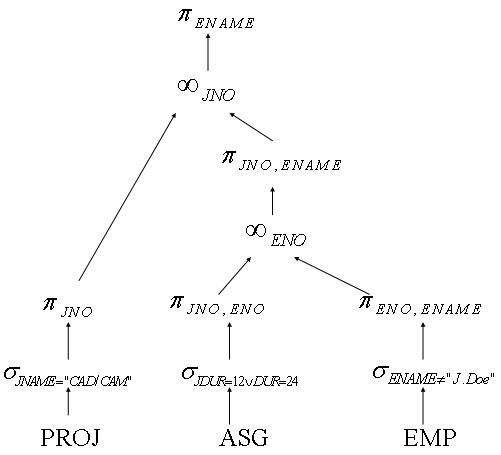 π ENAME
∞ JNO
π JNO, ENAME
∞ ENO
π JNO π JNO, ENO π ENO, ENAME
σ JNAME="CAD/CAM" σ JDUR=12∨DUR=24 σ ENAME≠"J.Doe"
PROJ ASG EMP